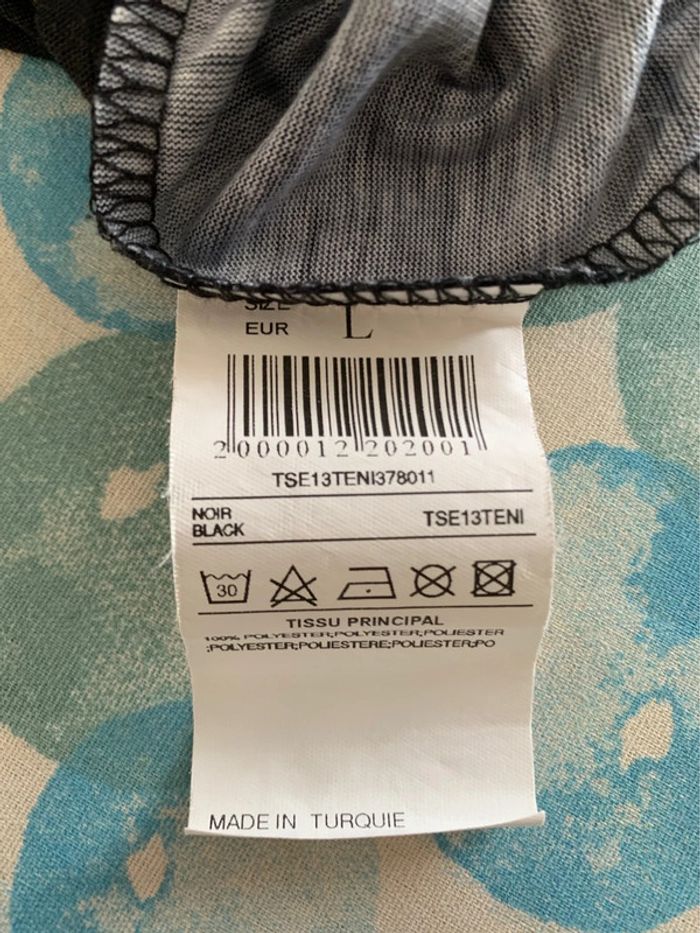 SIZE
EUR L
2 000012 202001
TSE13TENI378011
NOIR
BLACK TSE13TENI
30
TISSU PRINCIPAL
100% POLYESTER;POLYESTER;POLIESTER
;POLYESTER;POLIESTERE;POLIESTER;PO
MADE IN TURQUIE